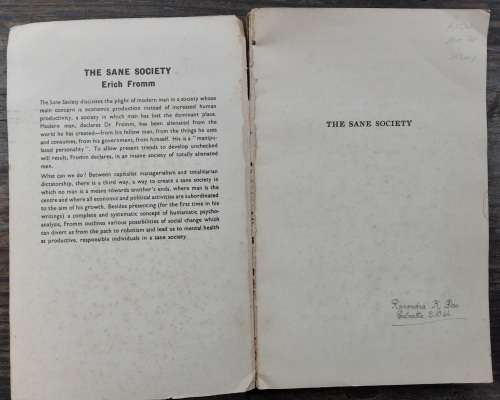 THE SANE SOCIETY
Erich Fromm
The Sane Society discusses the plight of modern man in a society whose
main concern is economic production instead of increased human
productivity, a society in which man has lost the dominant place.
Modern man, declares Dr. Fromm, has been alienated from the
world he has created—from his fellow man, from the things he uses
and consumes, from his government, from himself. His is a "manipu-
lated personality". To allow present trends to develop unchecked
will result, Fromm declares, in an insane society of totally alienated
men.
What can we do? Between capitalist managerialism and totalitarian
dictatorship, there is a third way, a way to create a sane society in
which no man is a means towards another's ends, where man is the
centre and where all economic and political activities are subordinated
to the aim of his growth. Besides presenting (for the first time in his
writings) a complete and systematic concept of humanistic psycho-
analysis, Fromm outlines various possibilities of social change which
can divert us from the path to robotism and lead us to mental health
as productive, responsible individuals in a sane society.
THE SANE SOCIETY
K